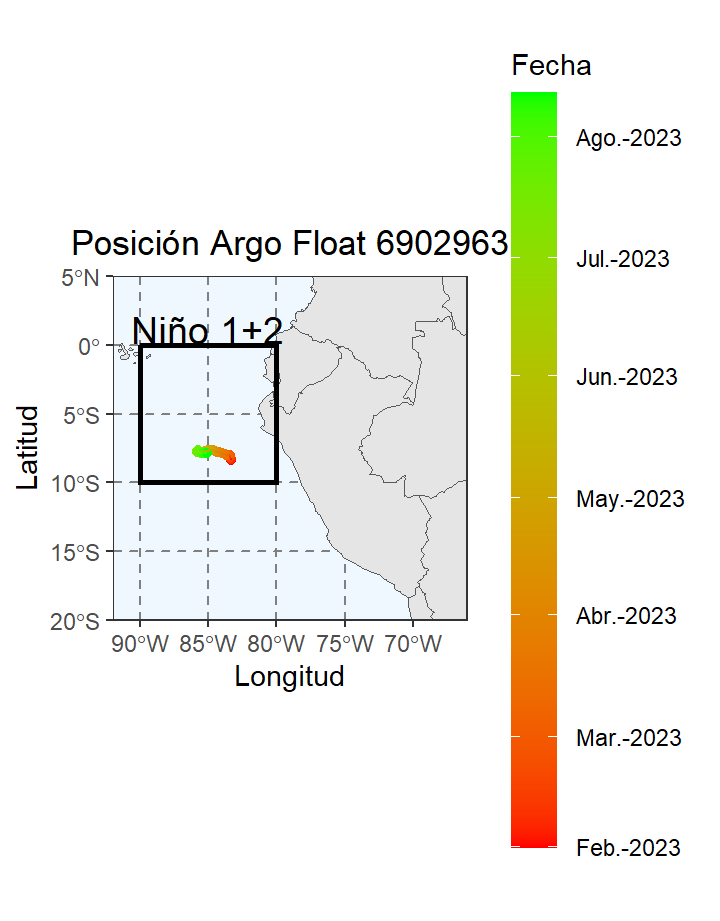 Fecha
Ago.-2023
Jul.-2023
Jun.-2023
May.-2023
Abr.-2023
Mar.-2023
Feb.-2023
Posición Argo Float 6902963
Niño 1+2
5°N
0°
5°S
10°S
15°S
20°S
Latitud
90°W 85°W 80°W 75°W 70°W
Longitud